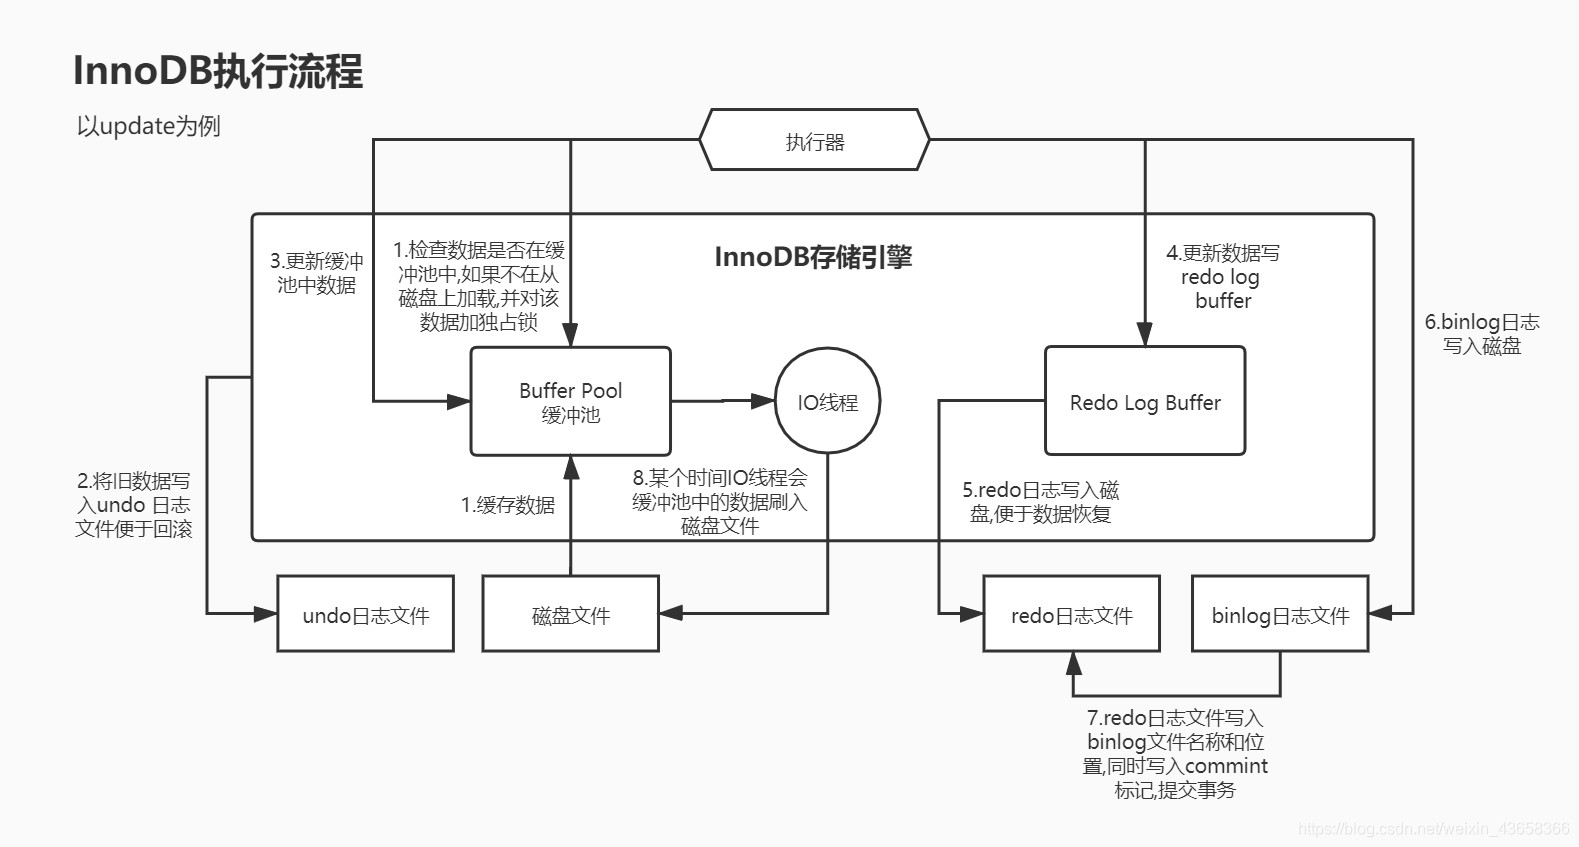 InnoDB执行流程
以update为例
执行器
InnoDB存储引擎
3.更新缓冲
池中数据
1.检查数据是否在缓
冲池中,如果不在从
磁盘上加载,并对该
数据加独占锁
4.更新数据写
redo log
buffer
6.binlog日志
写入磁盘
Buffer Pool
缓冲池
IO线程
Redo Log Buffer
2.将旧数据写
入undo 日志
文件便于回滚
1.缓存数据
8.某个时间IO线程会
缓冲池中的数据刷入
磁盘文件
5.redo日志写入磁
盘,便于数据恢复
undo日志文件
磁盘文件
redo日志文件
binlog日志文件
7.redo日志文件写入
binlog文件名称和位
置,同时写入commint
标记,提交事务
https://blog.csdn.net/weixin_43658366